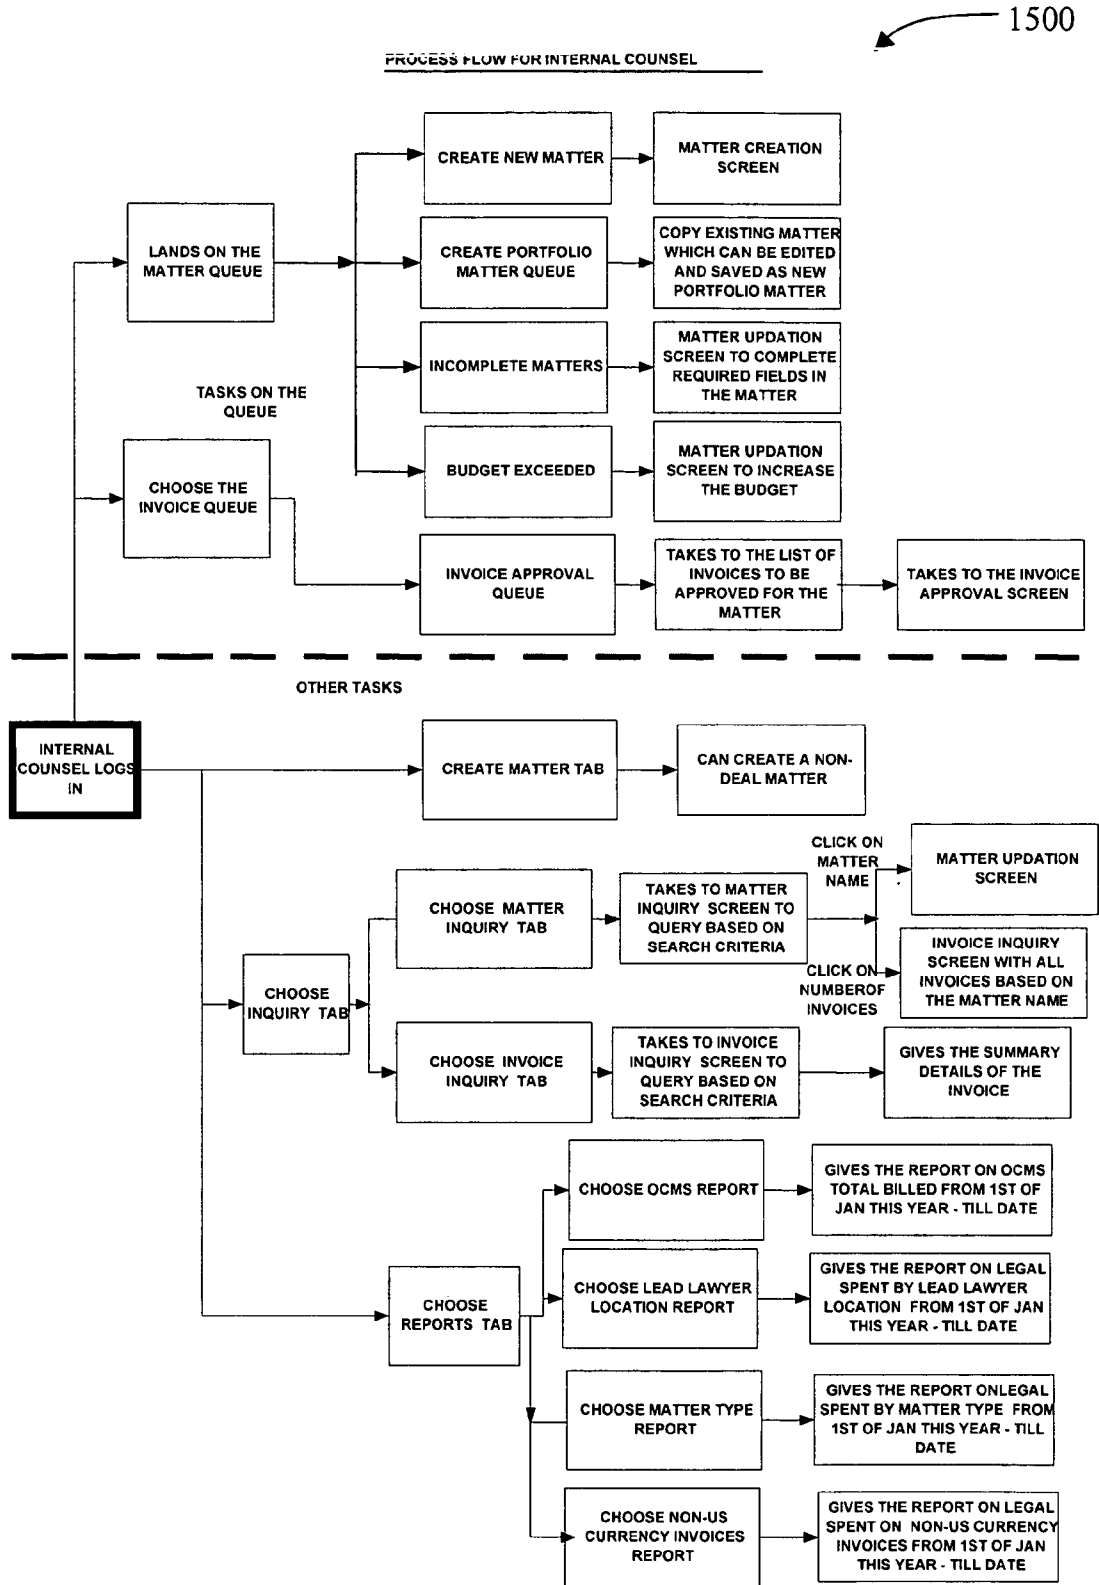 1500
PROCESS FLOW FOR INTERNAL COUNSEL
CREATE NEW MATTER
MATTER CREATION
SCREEN
LANDS ON THE
MATTER QUEUE
CREATE PORTFOLIO
MATTER QUEUE
COPY EXISTING MATTER
WHICH CAN BE EDITED
AND SAVED AS NEW
PORTFOLIO MATTER
INCOMPLETE MATTERS
MATTER UPDATION
SCREEN TO COMPLETE
REQUIRED FIELDS IN
THE MATTER
TASKS ON THE
QUEUE
BUDGET EXCEEDED
MATTER UPDATION
SCREEN TO INCREASE
THE BUDGET
CHOOSE THE
INVOICE QUEUE
INVOICE APPROVAL
QUEUE
TAKES TO THE LIST OF
INVOICES TO BE
APPROVED FOR THE
MATTER
TAKES TO THE INVOICE
APPROVAL SCREEN
OTHER TASKS
INTERNAL
COUNSEL LOGS
IN
CREATE MATTER TAB
CAN CREATE A NON-
DEAL MATTER
CHOOSE MATTER
INQUIRY TAB
TAKES TO MATTER
INQUIRY SCREEN TO
QUERY BASED ON
SEARCH CRITERIA
CLICK ON
MATTER
NAME
MATTER UPDATION
SCREEN
CLICK ON
NUMBEROF
INVOICES
INVOICE INQUIRY
SCREEN WITH ALL
INVOICES BASED ON
THE MATTER NAME
CHOOSE
INQUIRY TAB
CHOOSE INVOICE
INQUIRY TAB
TAKES TO INVOICE
INQUIRY SCREEN TO
QUERY BASED ON
SEARCH CRITERIA
GIVES THE SUMMARY
DETAILS OF THE
INVOICE
CHOOSE OCMS REPORT
GIVES THE REPORT ON OCMS
TOTAL BILLED FROM 1ST OF
JAN THIS YEAR - TILL DATE
CHOOSE
REPORTS TAB
CHOOSE LEAD LAWYER
LOCATION REPORT
GIVES THE REPORT ON LEGAL
SPENT BY LEAD LAWYER
LOCATION FROM 1ST OF JAN
THIS YEAR - TILL DATE
CHOOSE MATTER TYPE
REPORT
GIVES THE REPORT ONLEGAL
SPENT BY MATTER TYPE FROM
1ST OF JAN THIS YEAR - TILL
DATE
CHOOSE NON-US
CURRENCY INVOICES
REPORT
GIVES THE REPORT ON LEGAL
SPENT ON NON-US CURRENCY
INVOICES FROM 1ST OF JAN
THIS YEAR - TILL DATE